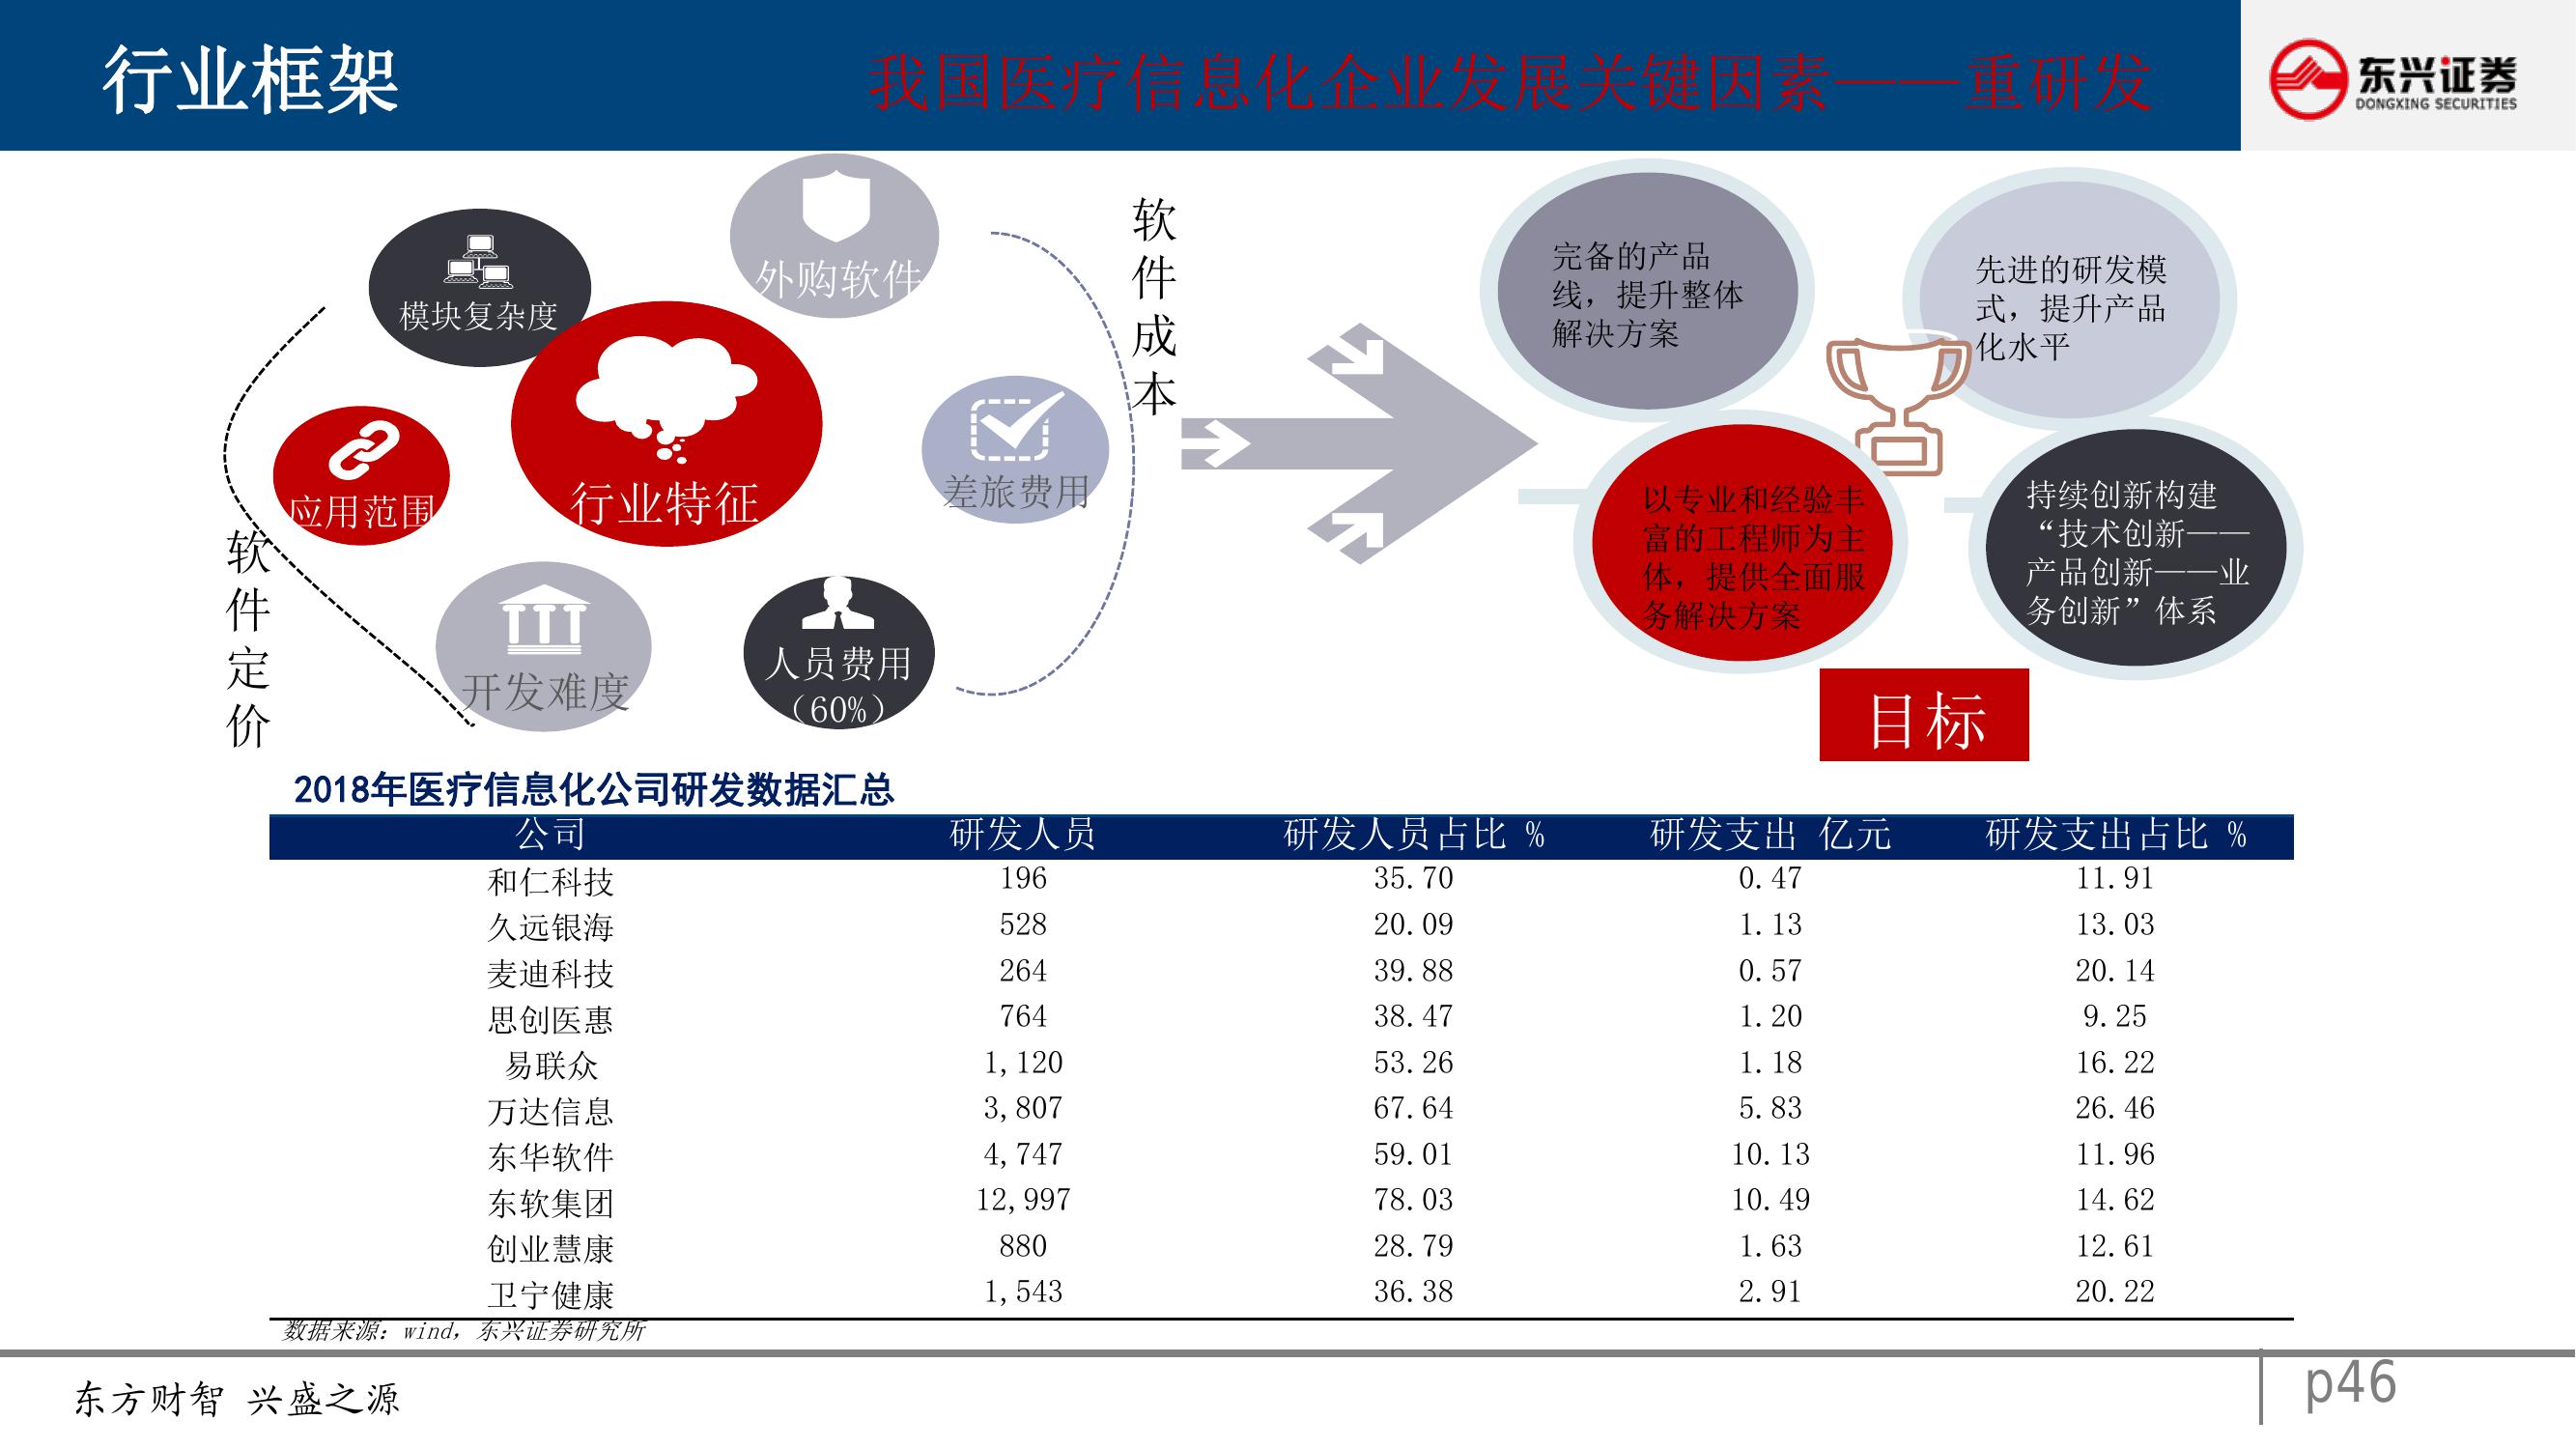 行业框架
我国医疗信息化企业发展关键因素——重研发
东兴证券
DONGXING SECURITIES
模块复杂度
外购软件
应用范围
行业特征
差旅费用
开发难度
人员费用
（60%）
软件定价
软件成本
完备的产品
线，提升整体
解决方案
先进的研发模
式，提升产品
化水平
以专业和经验丰
富的工程师为主
体，提供全面服
务解决方案
持续创新构建
“技术创新——
产品创新——业
务创新”体系
目标
2018年医疗信息化公司研发数据汇总
公司 研发人员 研发人员占比 % 研发支出 亿元 研发支出占比 %
和仁科技 196 35.70 0.47 11.91
久远银海 528 20.09 1.13 13.03
麦迪科技 264 39.88 0.57 20.14
思创医惠 764 38.47 1.20 9.25
易联众 1,120 53.26 1.18 16.22
万达信息 3,807 67.64 5.83 26.46
东华软件 4,747 59.01 10.13 11.96
东软集团 12,997 78.03 10.49 14.62
创业慧康 880 28.79 1.63 12.61
卫宁健康 1,543 36.38 2.91 20.22
数据来源：wind，东兴证券研究所
东方财智 兴盛之源
p46